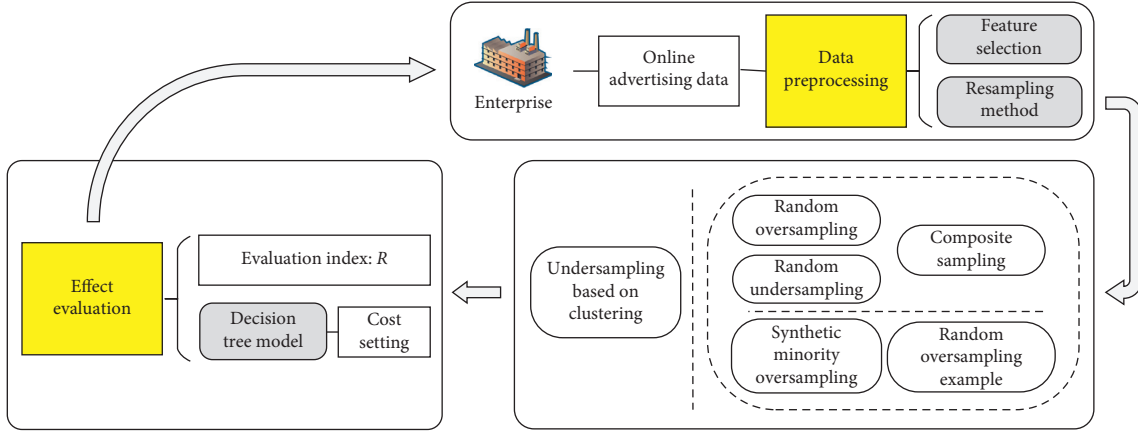 Enterprise
Online
advertising data
Data
preprocessing
Feature
selection
Resampling
method
Effect
evaluation
Evaluation index: R
Decision
tree model
Cost
setting
Undersampling
based on
clustering
Random
oversampling
Random
undersampling
Composite
sampling
Synthetic
minority
oversampling
Random
oversampling
example